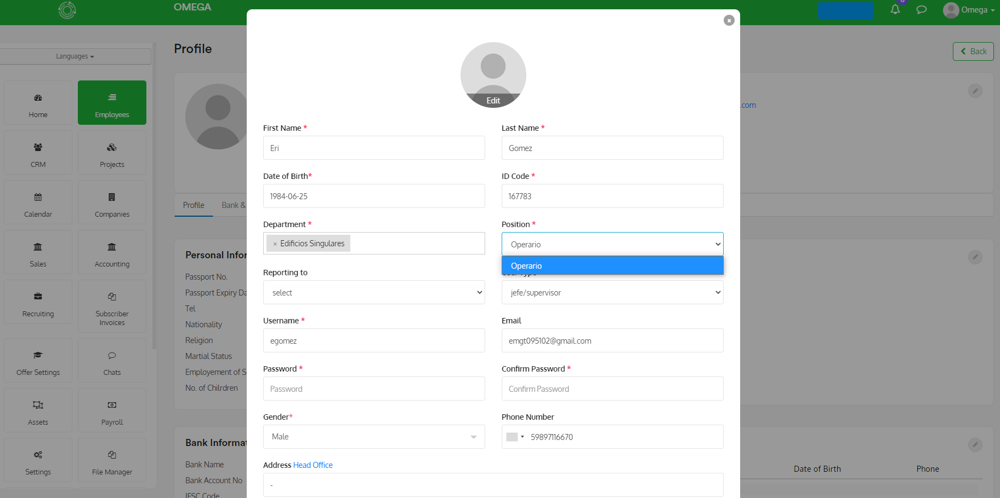 OMEGA
Omega
Languages
Profile
Back
Home
Employees
CRM
Projects
Calendar
Companies
Sales
Accounting
Recruiting
Subscriber
Invoices
Offer Settings
Chats
Assets
Payroll
Settings
File Manager
.com
Profile
Bank &
Personal Infor
Passport No.
Passport Expiry Da
Tel
Nationality
Religion
Martial Status
Employement of S
No. of Chilrdren
Bank Informat
Bank Name
Bank Account No
IFSC Code
Date of Birth
Phone
Edit
First Name *
Eri
Last Name *
Gomez
Date of Birth*
1984-06-25
ID Code *
167783
Department *
× Edificios Singulares
Position *
Operario
Operario
Reporting to
select
User Type
jefe/supervisor
Username *
egomez
Email
emgt095102@gmail.com
Password *
Password
Confirm Password *
Confirm Password
Gender*
Male
Phone Number
59897116670
Address Head Office
-